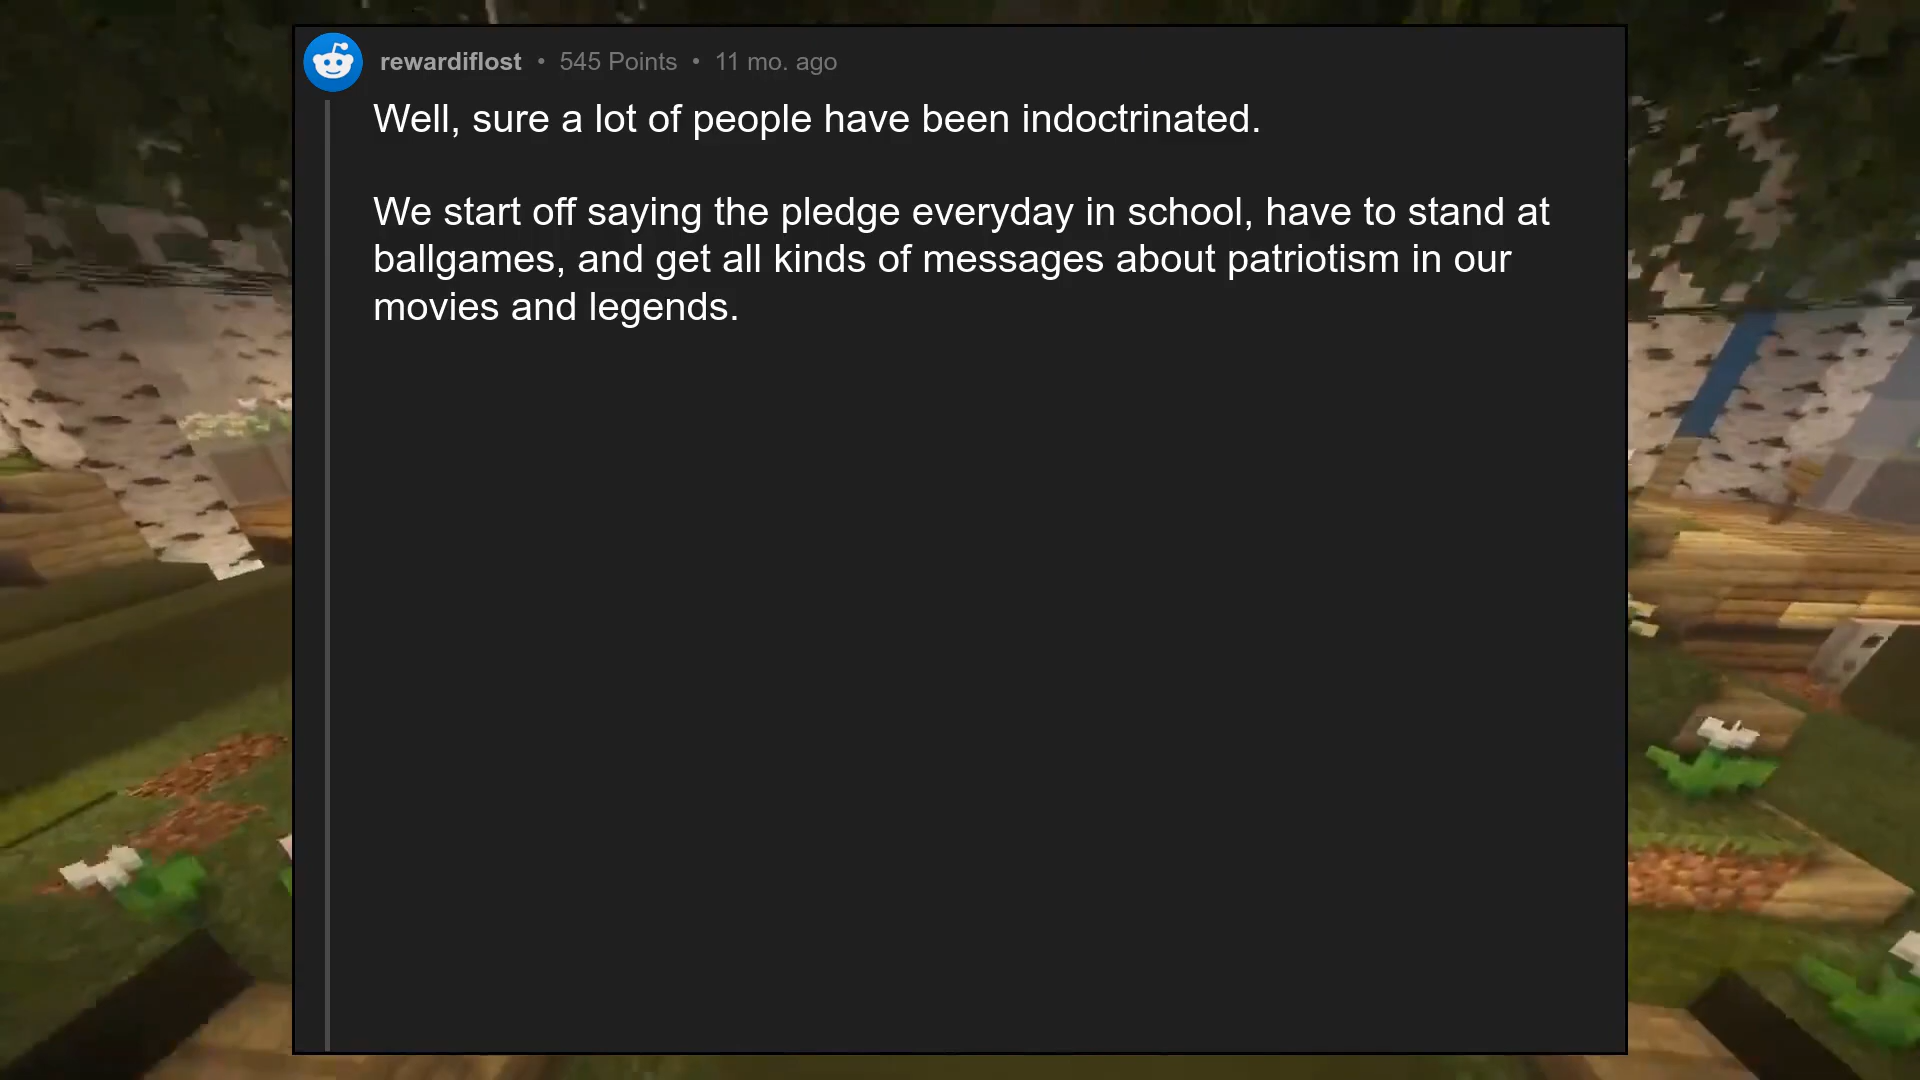 rewardiflost • 545 Points • 11 mo. ago
Well, sure a lot of people have been indoctrinated.
We start off saying the pledge everyday in school, have to stand at
ballgames, and get all kinds of messages about patriotism in our
movies and legends.